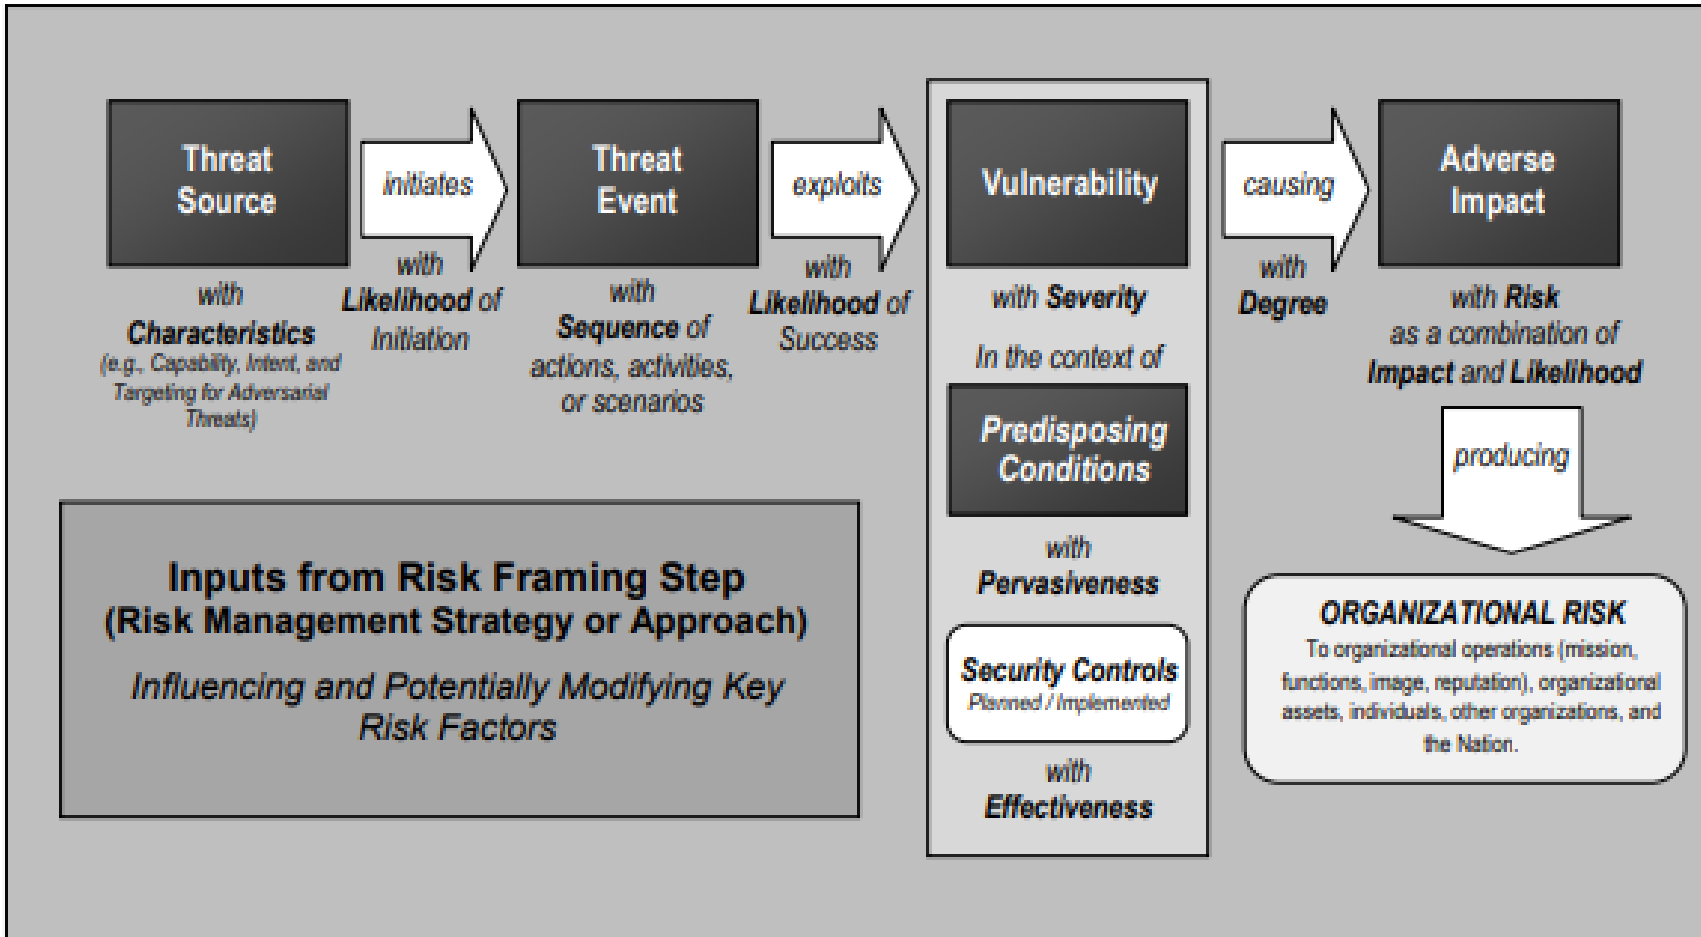 Threat
Source
initiates
Threat
Event
exploits
Vulnerability
causing
Adverse
Impact
with
Characteristics
(e.g., Capability, Intent, and
Targeting for Adversarial
Threats)
with
Likelihood of
Initiation
with
Sequence of
actions, activities,
or scenarios
with
Likelihood of
Success
with Severity
In the context of
Predisposing
Conditions
with
Pervasiveness
Security Controls
Planned / Implemented
with
Effectiveness
with
Degree
with Risk
as a combination of
Impact and Likelihood
producing
ORGANIZATIONAL RISK
To organizational operations (mission,
functions, image, reputation), organizational
assets, individuals, other organizations, and
the Nation.
Inputs from Risk Framing Step
(Risk Management Strategy or Approach)
Influencing and Potentially Modifying Key
Risk Factors